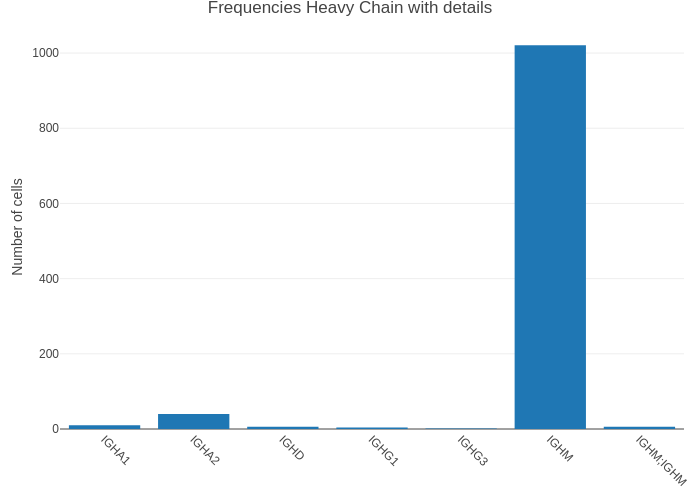 Frequencies Heavy Chain with details
Number of cells
1000
800
600
400
200
0
IGHA1
IGHA2
IGHD
IGHG1
IGHG3
IGHM
IGHM;IGHM